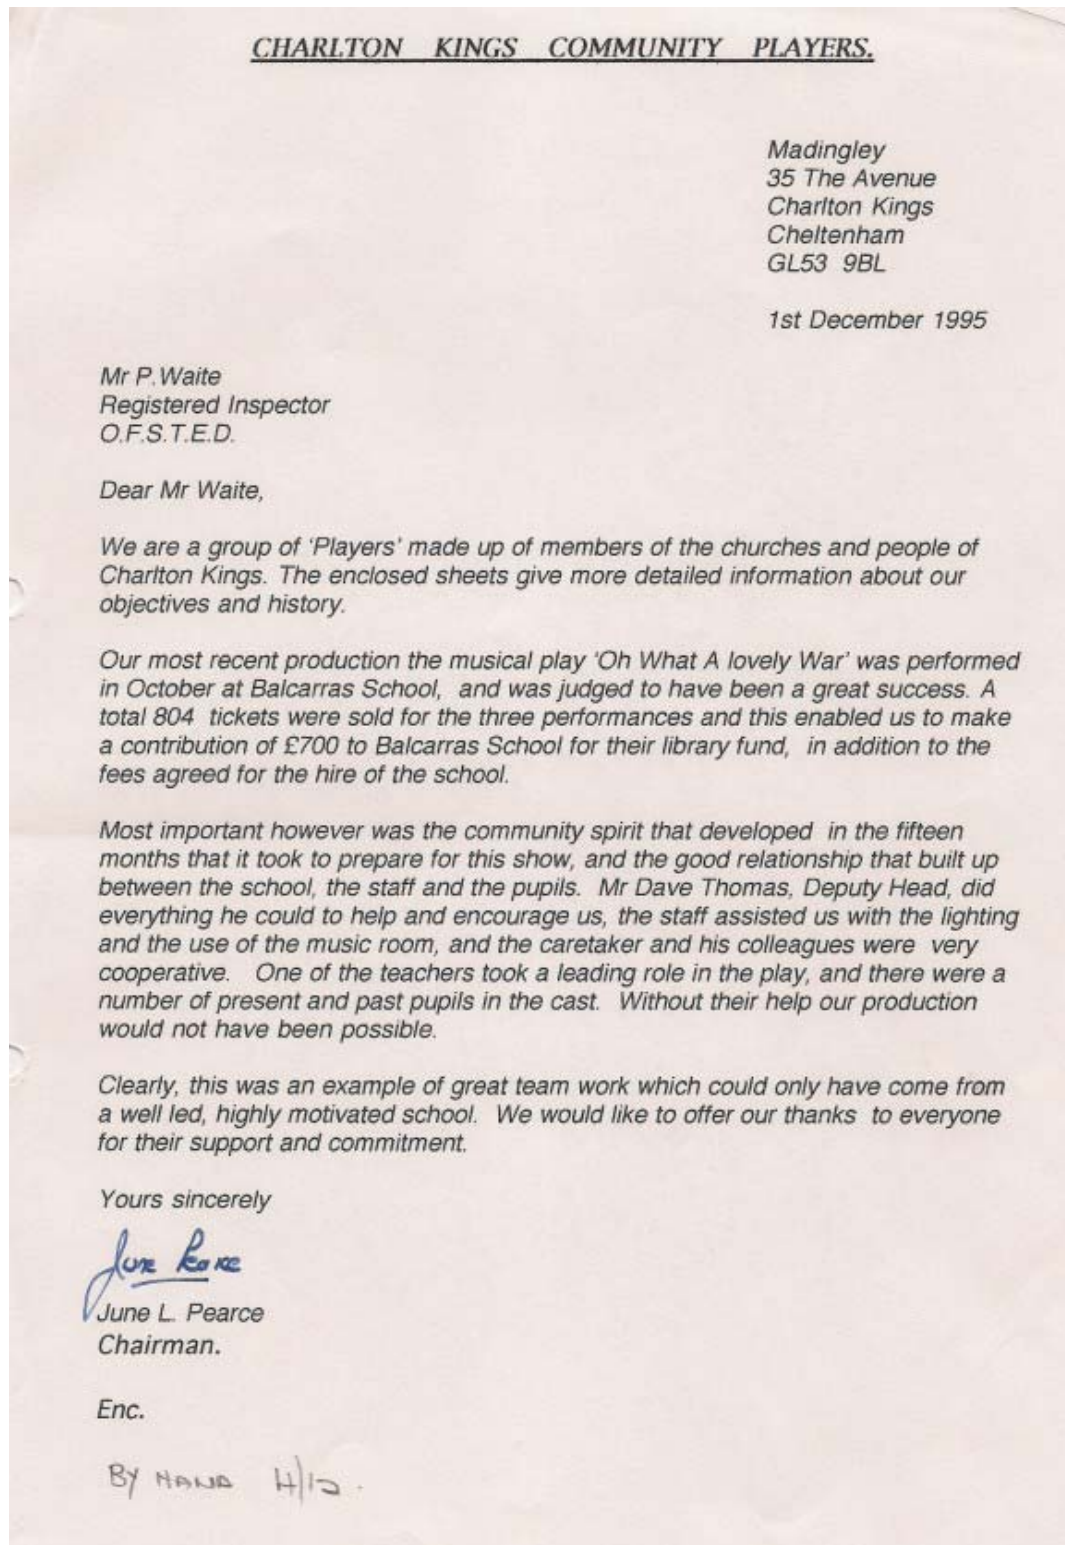 CHARLTON KINGS COMMUNITY PLAYERS.
Madingley
35 The Avenue
Charlton Kings
Cheltenham
GL53 9BL
1st December 1995
Mr P.Waite
Registered Inspector
O.F.S.T.E.D.
Dear Mr Waite,
We are a group of 'Players' made up of members of the churches and people of
Charlton Kings. The enclosed sheets give more detailed information about our
objectives and history.
Our most recent production the musical play 'Oh What A lovely War' was performed
in October at Balcarras School, and was judged to have been a great success. A
total 804 tickets were sold for the three performances and this enabled us to make
a contribution of £700 to Balcarras School for their library fund, in addition to the
fees agreed for the hire of the school.
Most important however was the community spirit that developed in the fifteen
months that it took to prepare for this show, and the good relationship that built up
between the school, the staff and the pupils. Mr Dave Thomas, Deputy Head, did
everything he could to help and encourage us, the staff assisted us with the lighting
and the use of the music room, and the caretaker and his colleagues were very
cooperative. One of the teachers took a leading role in the play, and there were a
number of present and past pupils in the cast. Without their help our production
would not have been possible.
Clearly, this was an example of great team work which could only have come from
a well led, highly motivated school. We would like to offer our thanks to everyone
for their support and commitment.
Yours sincerely
June Pearce
June L. Pearce
Chairman.
Enc.
BY HAND 4/12.